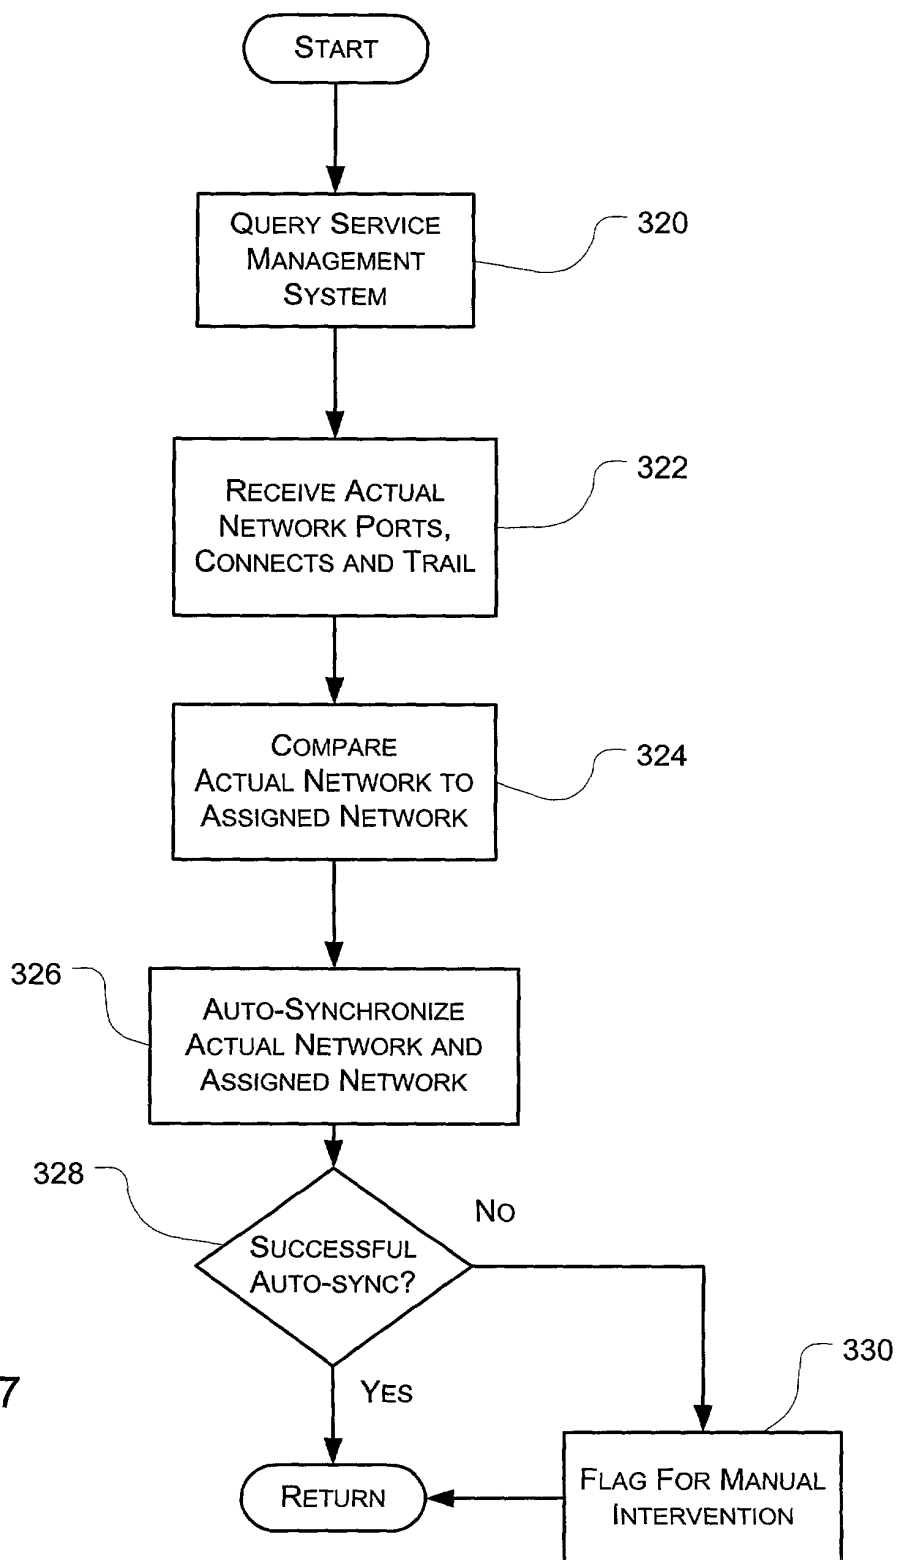 START
QUERY SERVICE
MANAGEMENT
SYSTEM
320
RECEIVE ACTUAL
NETWORK PORTS,
CONNECTS AND TRAIL
322
COMPARE
ACTUAL NETWORK TO
ASSIGNED NETWORK
324
326
AUTO-SYNCHRONIZE
ACTUAL NETWORK AND
ASSIGNED NETWORK
328
SUCCESSFUL
AUTO-SYNC?
NO
YES
330
FLAG FOR MANUAL
INTERVENTION
RETURN
7